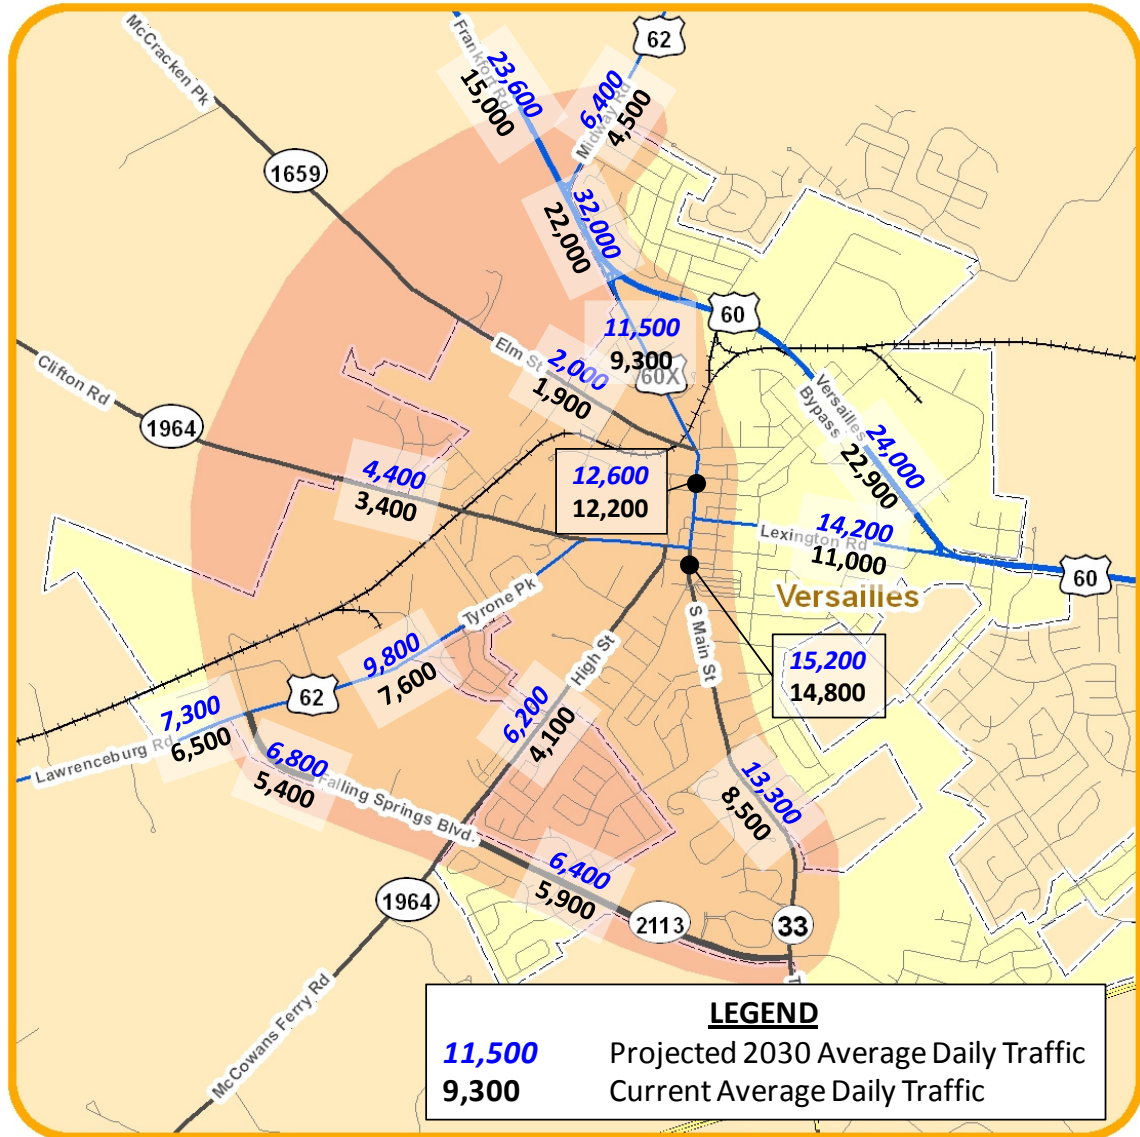 McCracken Pk
Frankfort Rd
23,600
15,000
62
6,400
Midway Rd
4,500
1659
32,000
22,000
60
11,500
9,300
60X
Elm St
2,000
1,900
Clifton Rd
1964
Versailles
Bypass
24,000
22,900
4,400
3,400
12,600
12,200
14,200
Lexington Rd
11,000
60
Versailles
Tyrone Pk
S Main St
High St
15,200
14,800
9,800
7,600
62
7,300
6,500
Lawrenceburg Rd
6,200
4,100
6,800
5,400
Falling Springs Blvd.
13,300
8,500
6,400
5,900
1964
2113
33
McCowans Ferry Rd
LEGEND
11,500 Projected 2030 Average Daily Traffic
9,300 Current Average Daily Traffic